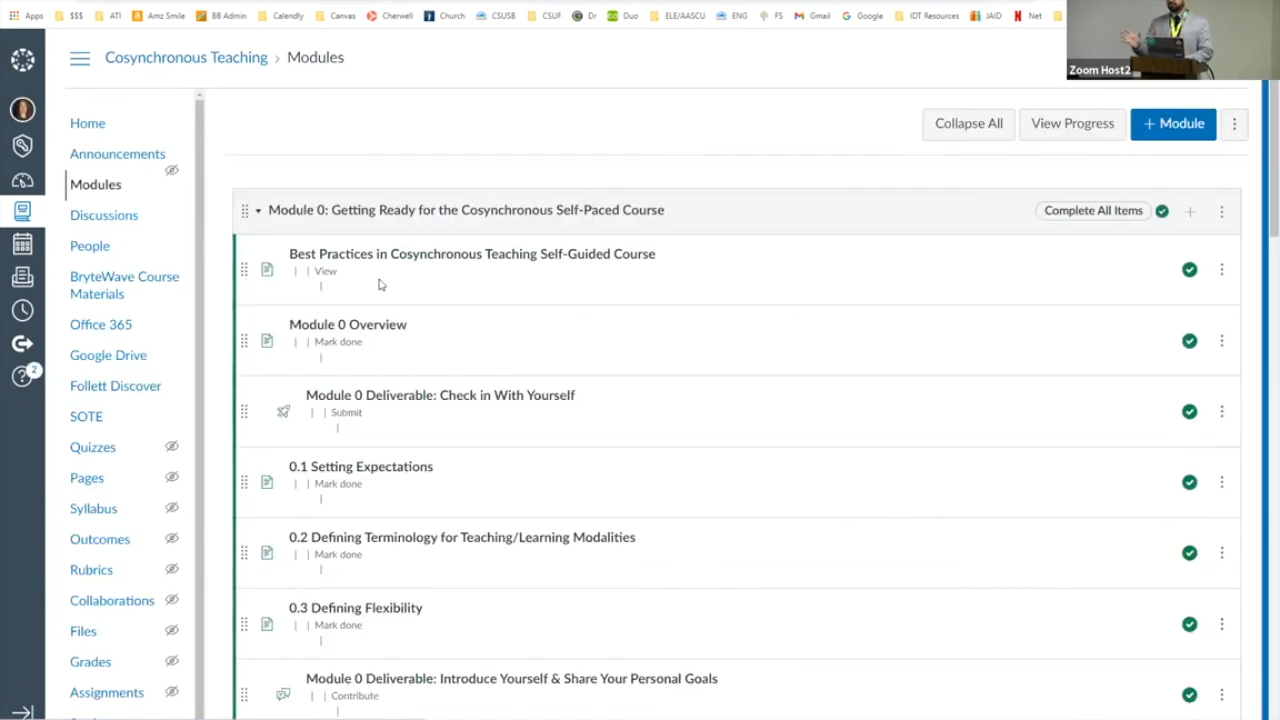 Apps $$$ ATI Amz Smile BB Admin Calendly Canvas Cherwell Church CSUSB CSUF Dr Duo ELE/AASCU ENG FS Gmail Google IDT Resources JAID Net
Zoom Host2
Cosynchronous Teaching › Modules
Collapse All View Progress + Module
Home
Announcements
Modules
Discussions
People
BryteWave Course
Materials
Office 365
Google Drive
Follett Discover
SOTE
Quizzes
Pages
Syllabus
Outcomes
Rubrics
Collaborations
Files
Grades
Assignments
2
Module 0: Getting Ready for the Cosynchronous Self-Paced Course Complete All Items
Best Practices in Cosynchronous Teaching Self-Guided Course
| | View
|
Module 0 Overview
| | Mark done
|
Module 0 Deliverable: Check in With Yourself
| | Submit
|
0.1 Setting Expectations
| | Mark done
|
0.2 Defining Terminology for Teaching/Learning Modalities
| | Mark done
|
0.3 Defining Flexibility
| | Mark done
|
Module 0 Deliverable: Introduce Yourself & Share Your Personal Goals
| | Contribute
|